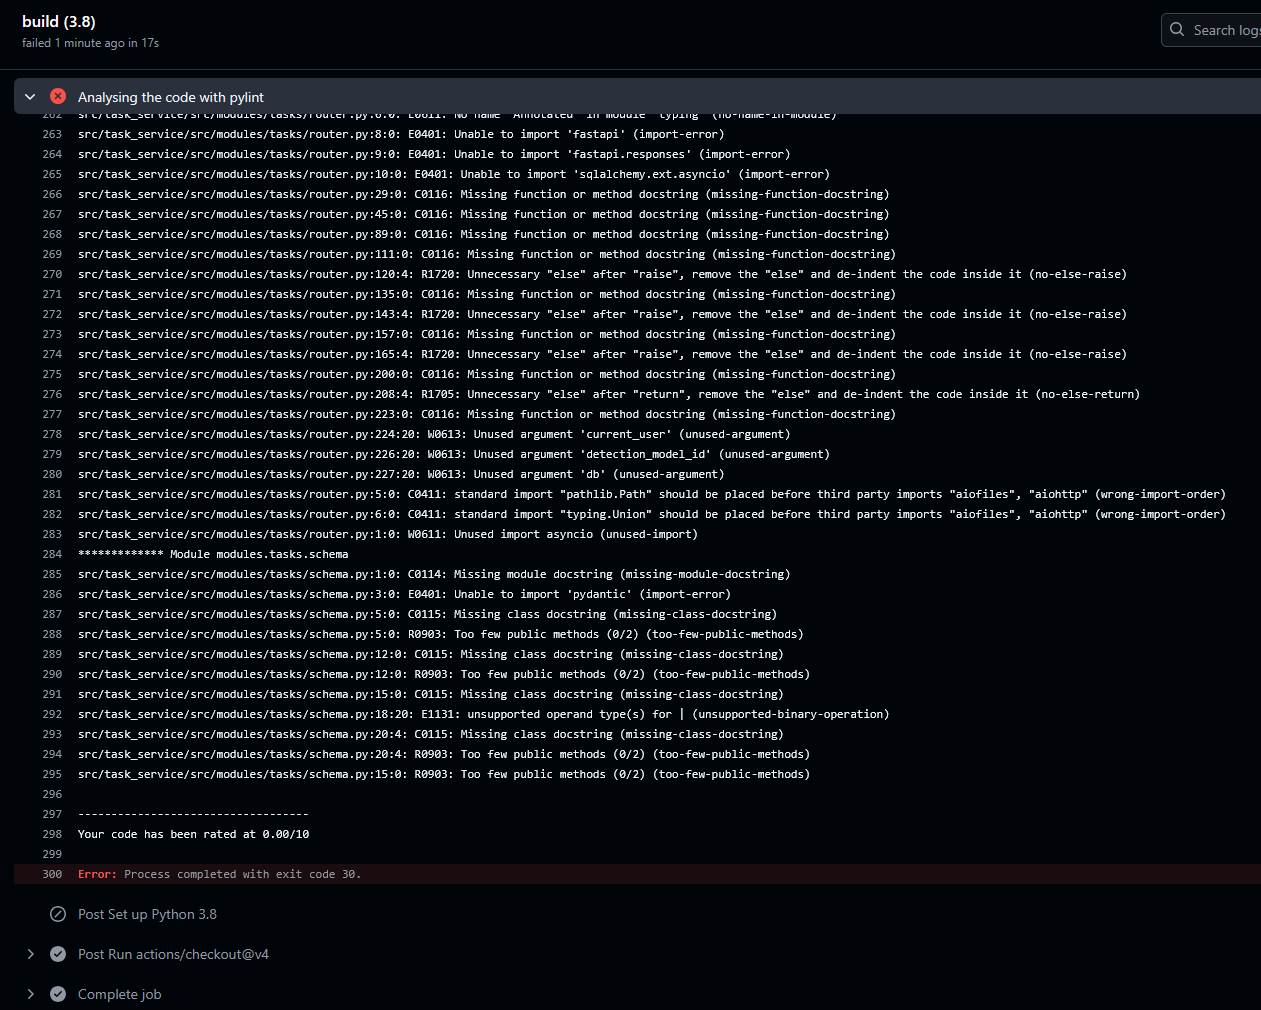 build (3.8)
failed 1 minute ago in 17s
Search logs
Analysing the code with pylint
262 src/task_service/src/modules/tasks/router.py:6:0: E0611: No name 'Annotated' in module 'typing' (no-name-in-module)
263 src/task_service/src/modules/tasks/router.py:8:0: E0401: Unable to import 'fastapi' (import-error)
264 src/task_service/src/modules/tasks/router.py:9:0: E0401: Unable to import 'fastapi.responses' (import-error)
265 src/task_service/src/modules/tasks/router.py:10:0: E0401: Unable to import 'sqlalchemy.ext.asyncio' (import-error)
266 src/task_service/src/modules/tasks/router.py:29:0: C0116: Missing function or method docstring (missing-function-docstring)
267 src/task_service/src/modules/tasks/router.py:45:0: C0116: Missing function or method docstring (missing-function-docstring)
268 src/task_service/src/modules/tasks/router.py:89:0: C0116: Missing function or method docstring (missing-function-docstring)
269 src/task_service/src/modules/tasks/router.py:111:0: C0116: Missing function or method docstring (missing-function-docstring)
270 src/task_service/src/modules/tasks/router.py:120:4: R1720: Unnecessary "else" after "raise", remove the "else" and de-indent the code inside it (no-else-raise)
271 src/task_service/src/modules/tasks/router.py:135:0: C0116: Missing function or method docstring (missing-function-docstring)
272 src/task_service/src/modules/tasks/router.py:143:4: R1720: Unnecessary "else" after "raise", remove the "else" and de-indent the code inside it (no-else-raise)
273 src/task_service/src/modules/tasks/router.py:157:0: C0116: Missing function or method docstring (missing-function-docstring)
274 src/task_service/src/modules/tasks/router.py:165:4: R1720: Unnecessary "else" after "raise", remove the "else" and de-indent the code inside it (no-else-raise)
275 src/task_service/src/modules/tasks/router.py:200:0: C0116: Missing function or method docstring (missing-function-docstring)
276 src/task_service/src/modules/tasks/router.py:208:4: R1705: Unnecessary "else" after "return", remove the "else" and de-indent the code inside it (no-else-return)
277 src/task_service/src/modules/tasks/router.py:223:0: C0116: Missing function or method docstring (missing-function-docstring)
278 src/task_service/src/modules/tasks/router.py:224:20: W0613: Unused argument 'current_user' (unused-argument)
279 src/task_service/src/modules/tasks/router.py:226:20: W0613: Unused argument 'detection_model_id' (unused-argument)
280 src/task_service/src/modules/tasks/router.py:227:20: W0613: Unused argument 'db' (unused-argument)
281 src/task_service/src/modules/tasks/router.py:5:0: C0411: standard import "pathlib.Path" should be placed before third party imports "aiofiles", "aiohttp" (wrong-import-order)
282 src/task_service/src/modules/tasks/router.py:6:0: C0411: standard import "typing.Union" should be placed before third party imports "aiofiles", "aiohttp" (wrong-import-order)
283 src/task_service/src/modules/tasks/router.py:1:0: W0611: Unused import asyncio (unused-import)
284 ************* Module modules.tasks.schema
285 src/task_service/src/modules/tasks/schema.py:1:0: C0114: Missing module docstring (missing-module-docstring)
286 src/task_service/src/modules/tasks/schema.py:3:0: E0401: Unable to import 'pydantic' (import-error)
287 src/task_service/src/modules/tasks/schema.py:5:0: C0115: Missing class docstring (missing-class-docstring)
288 src/task_service/src/modules/tasks/schema.py:5:0: R0903: Too few public methods (0/2) (too-few-public-methods)
289 src/task_service/src/modules/tasks/schema.py:12:0: C0115: Missing class docstring (missing-class-docstring)
290 src/task_service/src/modules/tasks/schema.py:12:0: R0903: Too few public methods (0/2) (too-few-public-methods)
291 src/task_service/src/modules/tasks/schema.py:15:0: C0115: Missing class docstring (missing-class-docstring)
292 src/task_service/src/modules/tasks/schema.py:18:20: E1131: unsupported operand type(s) for | (unsupported-binary-operation)
293 src/task_service/src/modules/tasks/schema.py:20:4: C0115: Missing class docstring (missing-class-docstring)
294 src/task_service/src/modules/tasks/schema.py:20:4: R0903: Too few public methods (0/2) (too-few-public-methods)
295 src/task_service/src/modules/tasks/schema.py:15:0: R0903: Too few public methods (0/2) (too-few-public-methods)
296
297 -----------------------------------
298 Your code has been rated at 0.00/10
299
300 Error: Process completed with exit code 30.
Post Set up Python 3.8
Post Run actions/checkout@v4
Complete job